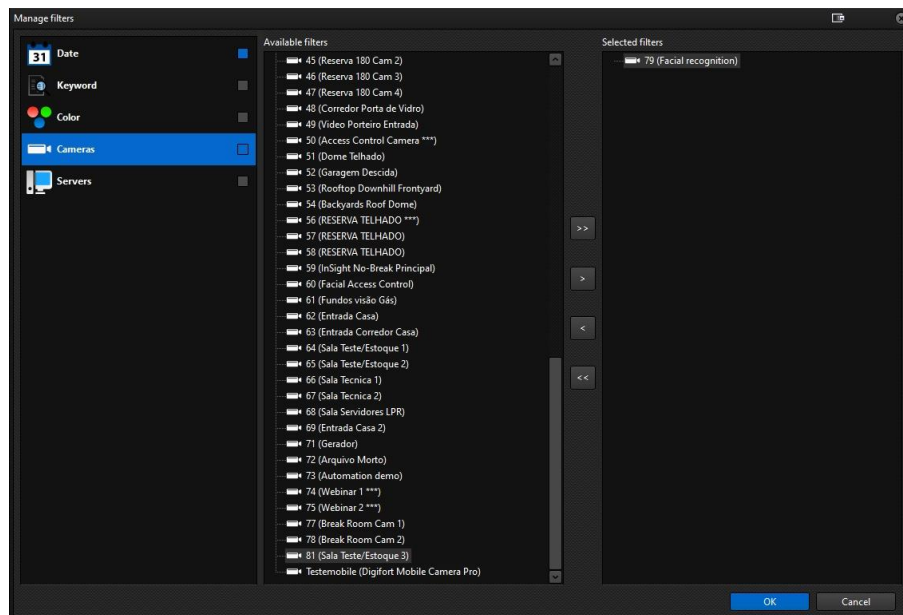 Manage filters
Date
Keyword
Color
Cameras
Servers
Available filters
45 (Reserva 180 Cam 2)
46 (Reserva 180 Cam 3)
47 (Reserva 180 Cam 4)
48 (Corredor Porta de Vidro)
49 (Video Porteiro Entrada)
50 (Access Control Camera ***)
51 (Dome Telhado)
52 (Garagem Descida)
53 (Rooftop Downhill Frontyard)
54 (Backyards Roof Dome)
56 (RESERVA TELHADO ***)
57 (RESERVA TELHADO)
58 (RESERVA TELHADO)
59 (InSight No-Break Principal)
60 (Facial Access Control)
61 (Fundos visão Gás)
62 (Entrada Casa)
63 (Entrada Corredor Casa)
64 (Sala Teste/Estoque 1)
65 (Sala Teste/Estoque 2)
66 (Sala Tecnica 1)
67 (Sala Tecnica 2)
68 (Sala Servidores LPR)
69 (Entrada Casa 2)
71 (Gerador)
72 (Arquivo Morto)
73 (Automation demo)
74 (Webinar 1 ***)
75 (Webinar 2 ***)
77 (Break Room Cam 1)
78 (Break Room Cam 2)
81 (Sala Teste/Estoque 3)
Testemobile (Digifort Mobile Camera Pro)
>>
>
<
<<
Selected filters
79 (Facial recognition)
OK
Cancel
31